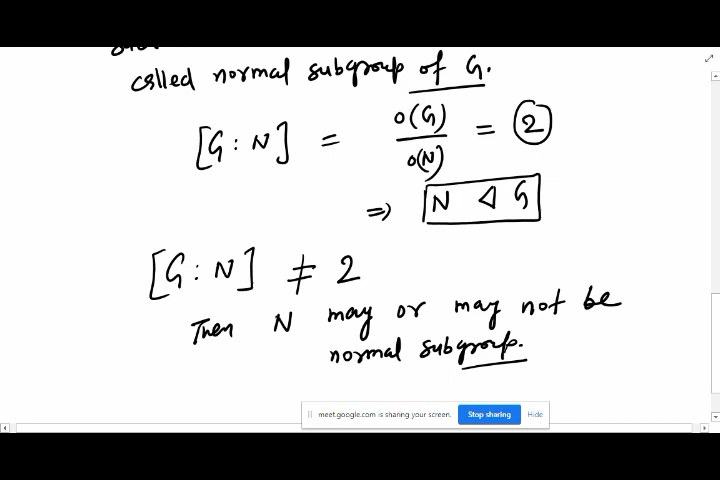 called normal subgroup of G.
[G : N] = o(G) / o(N) = 2
⇒ N ◁ G
[G : N] ≠ 2
Then N may or may not be
normal subgroup.
meet.google.com is sharing your screen. Stop sharing Hide